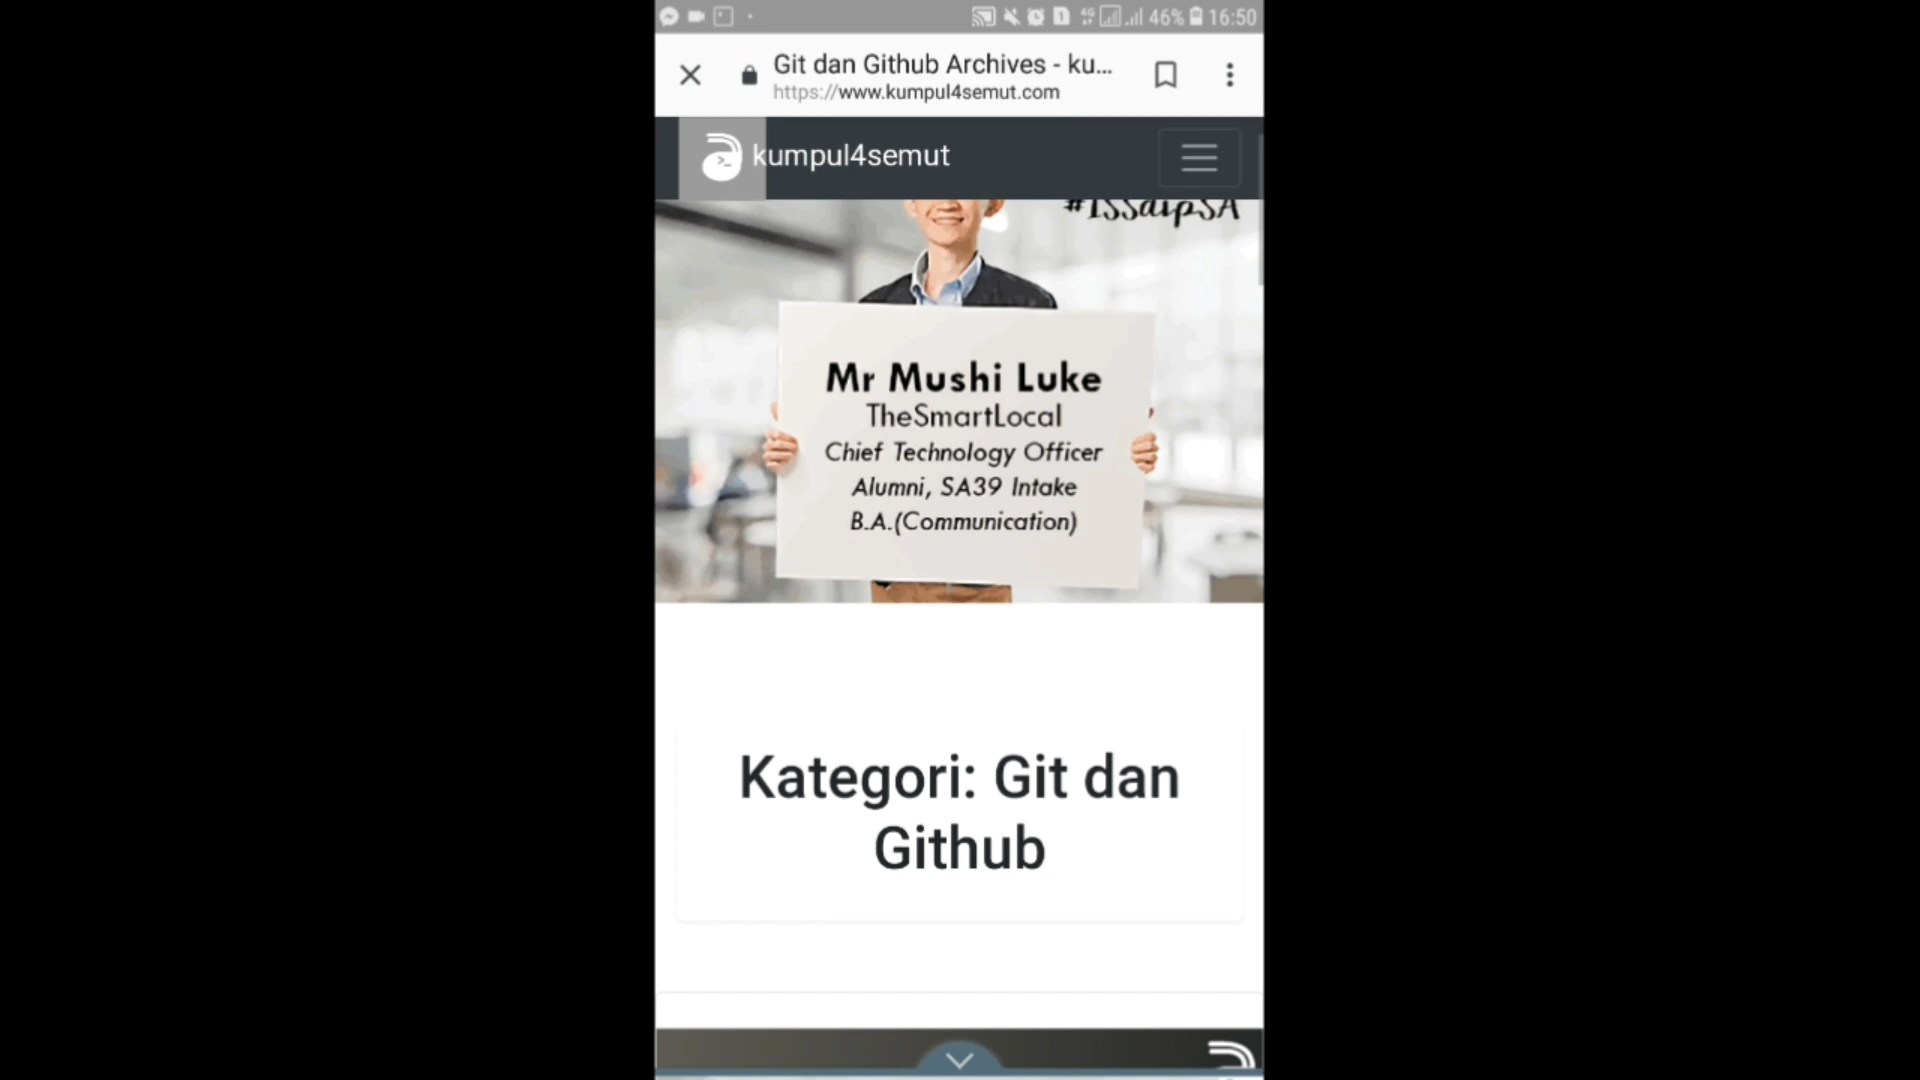 46% 16:50
Git dan Github Archives - ku...
https://www.kumpul4semut.com
kumpul4semut
Mr Mushi Luke
TheSmartLocal
Chief Technology Officer
Alumni, SA39 Intake
B.A.(Communication)
Kategori: Git dan
Github